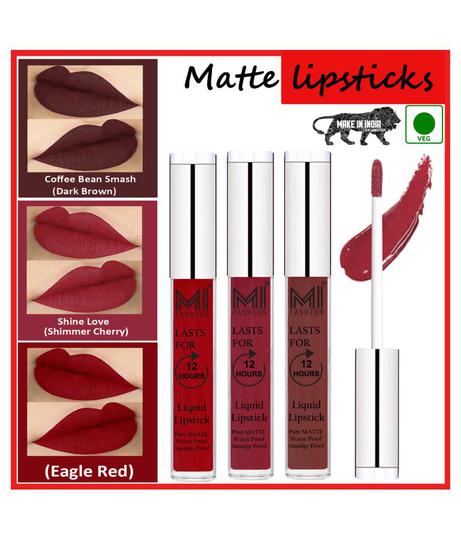 Matte lipsticks
MAKE IN INDIA
VEG
Coffee Bean Smash
(Dark Brown)
Shine Love
(Shimmer Cherry)
(Eagle Red)
MI
FASHION
LASTS
FOR
12
HOURS
Liquid
Lipstick
Pure MATTE
Water Proof
Smudge Proof
MI
FASHION
LASTS
FOR
12
HOURS
Liquid
Lipstick
Pure MATTE
Water Proof
Smudge Proof
MI
FASHION
LASTS
FOR
12
HOURS
Liquid
Lipstick
Pure MATTE
Water Proof
Smudge Proof